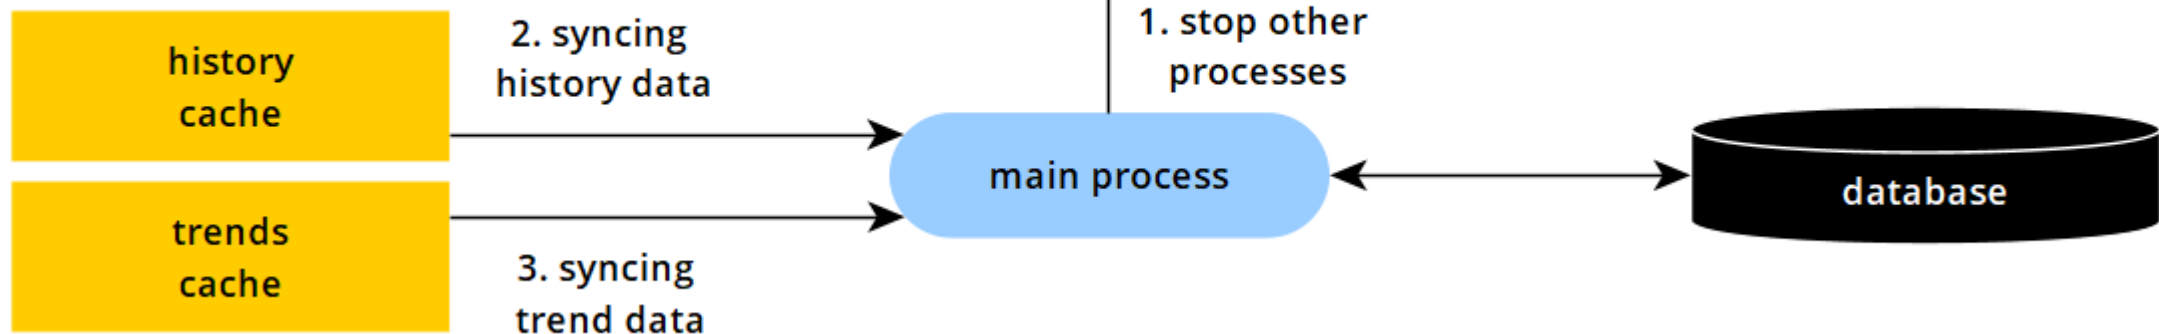 history
cache
2. syncing
history data
1. stop other
processes
main process
database
trends
cache
3. syncing
trend data